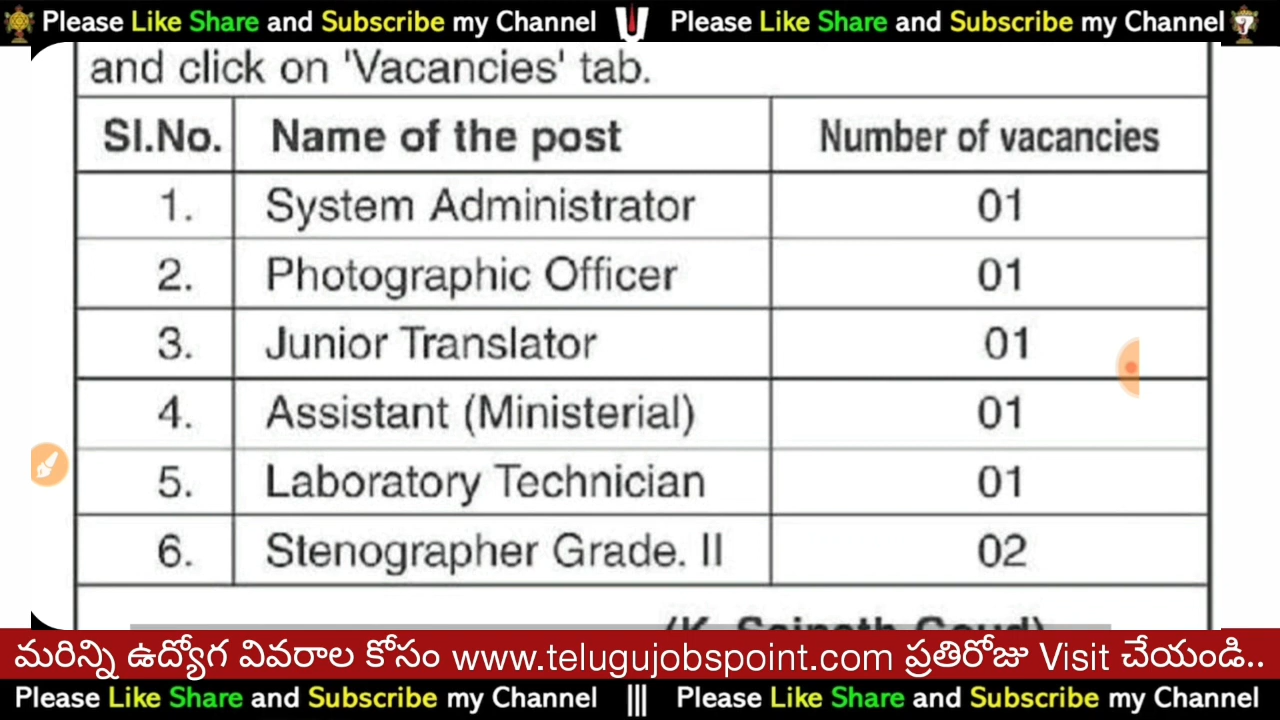 Please Like Share and Subscribe my Channel Please Like Share and Subscribe my Channel
and click on 'Vacancies' tab.
Sl.No. Name of the post Number of vacancies
1. System Administrator 01
2. Photographic Officer 01
3. Junior Translator 01
4. Assistant (Ministerial) 01
5. Laboratory Technician 01
6. Stenographer Grade. II 02
మరిన్ని ఉద్యోగ వివరాల కోసం www.telugujobspoint.com ప్రతిరోజు Visit చేయండి..
Please Like Share and Subscribe my Channel ||| Please Like Share and Subscribe my Channel